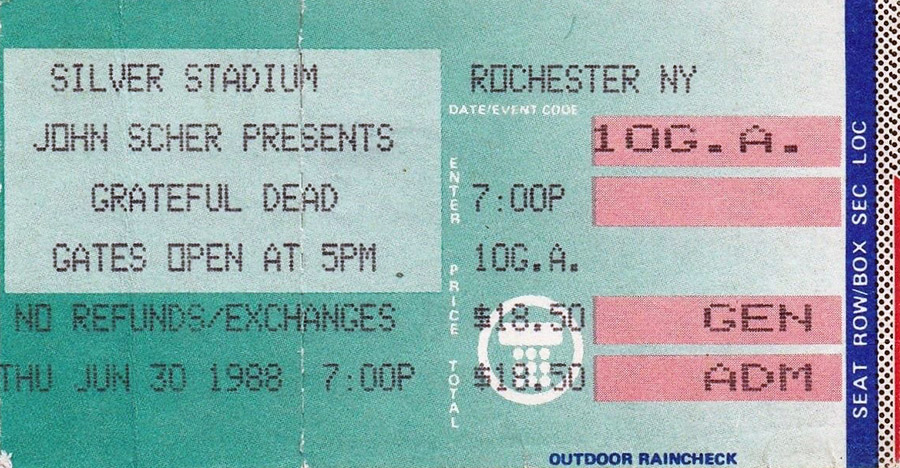 SILVER STADIUM ROCHESTER NY
DATE/EVENT CODE
JOHN SCHER PRESENTS 10G.A.
GRATEFUL DEAD ENTER 7:00P
GATES OPEN AT 5PM 10G.A.
NO REFUNDS/EXCHANGES PRICE $18.50 GEN
THU JUN 30 1988 7:00P TOTAL $18.50 ADM
SEAT ROW/BOX SEC LOC
OUTDOOR RAINCHECK